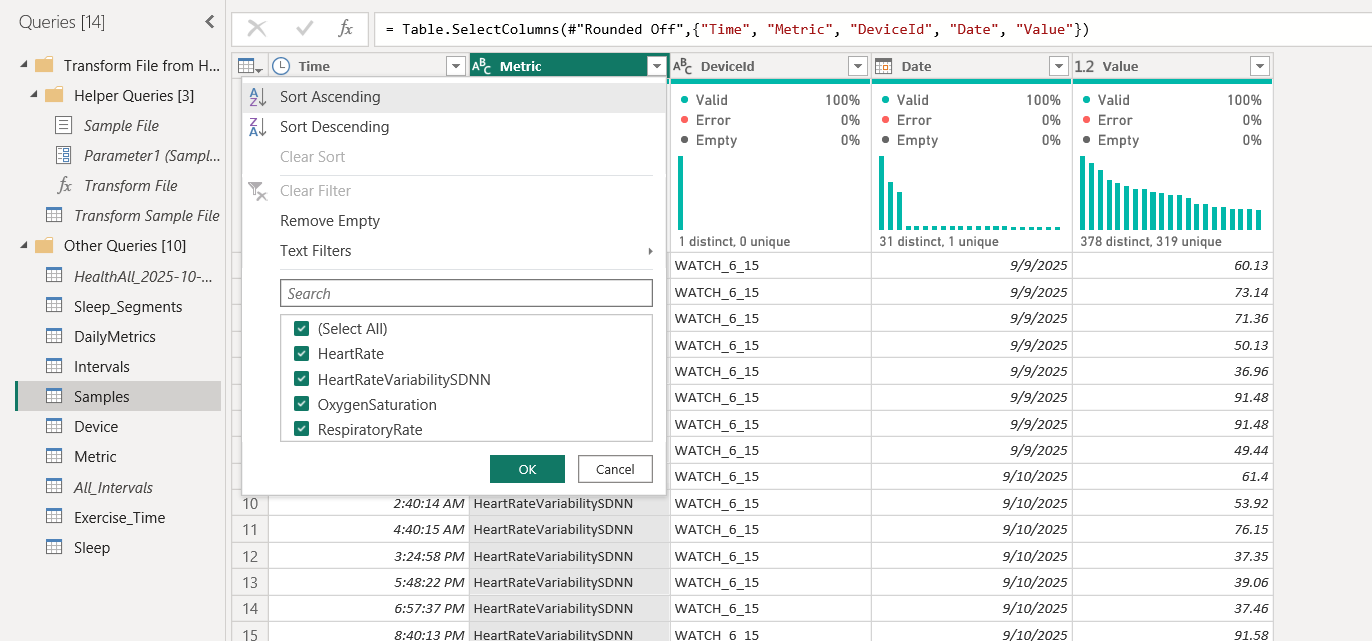 Queries [14]
= Table.SelectColumns(#"Rounded Off",{"Time", "Metric", "DeviceId", "Date", "Value"})
Transform File from H...
Helper Queries [3]
Sample File
Parameter1 (Sampl...
Transform File
Transform Sample File
Other Queries [10]
HealthAll_2025-10-...
Sleep_Segments
DailyMetrics
Intervals
Samples
Device
Metric
All_Intervals
Exercise_Time
Sleep
Time ABC Metric ABC DeviceId Date 1.2 Value
Sort Ascending
Sort Descending
Clear Sort
Clear Filter
Remove Empty
Text Filters
Search
(Select All)
HeartRate
HeartRateVariabilitySDNN
OxygenSaturation
RespiratoryRate
OK Cancel
Valid 100% Valid 100% Valid 100%
Error 0% Error 0% Error 0%
Empty 0% Empty 0% Empty 0%
1 distinct, 0 unique 31 distinct, 1 unique 378 distinct, 319 unique
WATCH_6_15 9/9/2025 60.13
WATCH_6_15 9/9/2025 73.14
WATCH_6_15 9/9/2025 71.36
WATCH_6_15 9/9/2025 50.13
WATCH_6_15 9/9/2025 36.96
WATCH_6_15 9/9/2025 91.48
WATCH_6_15 9/9/2025 91.48
WATCH_6_15 9/9/2025 49.44
WATCH_6_15 9/10/2025 61.4
10 2:40:14 AM HeartRateVariabilitySDNN WATCH_6_15 9/10/2025 53.92
11 4:40:15 AM HeartRateVariabilitySDNN WATCH_6_15 9/10/2025 76.15
12 3:24:58 PM HeartRateVariabilitySDNN WATCH_6_15 9/10/2025 37.35
13 5:48:22 PM HeartRateVariabilitySDNN WATCH_6_15 9/10/2025 39.06
14 6:57:37 PM HeartRateVariabilitySDNN WATCH_6_15 9/10/2025 37.46
15 8:40:13 PM HeartRateVariabilitySDNN WATCH_6_15 9/10/2025 91.58